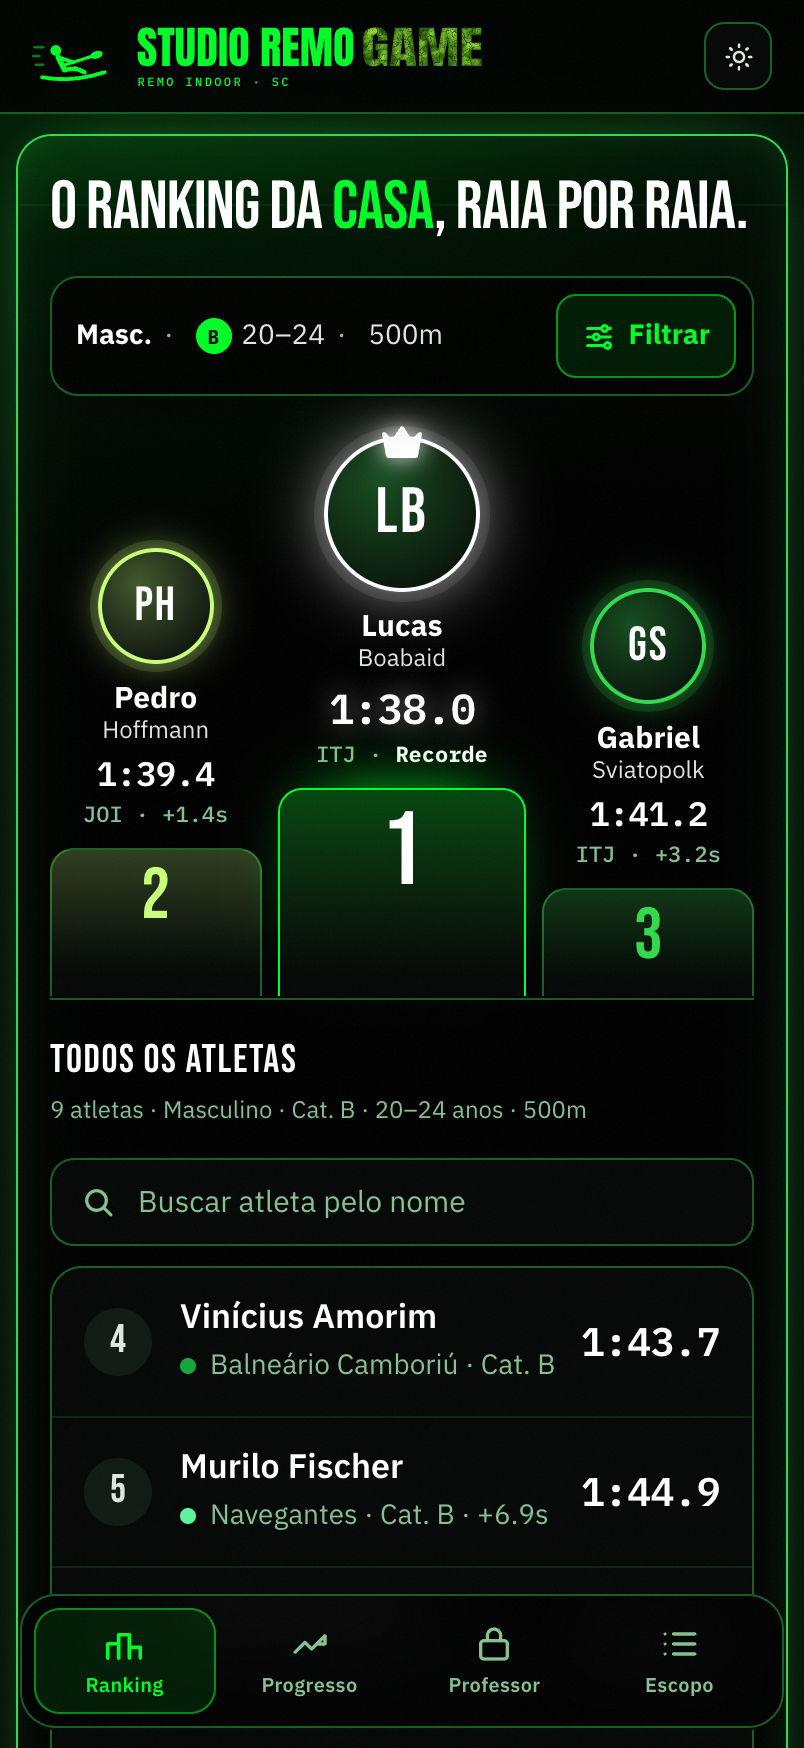 STUDIO REMO GAME
REMO INDOOR · SC
O RANKING DA CASA, RAIA POR RAIA.
Masc. · B 20–24 · 500m
Filtrar
LB
Lucas
Boabaid
1:38.0
ITJ · Recorde
1
PH
Pedro
Hoffmann
1:39.4
JOI · +1.4s
2
GS
Gabriel
Sviatopolk
1:41.2
ITJ · +3.2s
3
TODOS OS ATLETAS
9 atletas · Masculino · Cat. B · 20–24 anos · 500m
Buscar atleta pelo nome
4
Vinícius Amorim
Balneário Camboriú · Cat. B
1:43.7
5
Murilo Fischer
Navegantes · Cat. B · +6.9s
1:44.9
Ranking
Progresso
Professor
Escopo